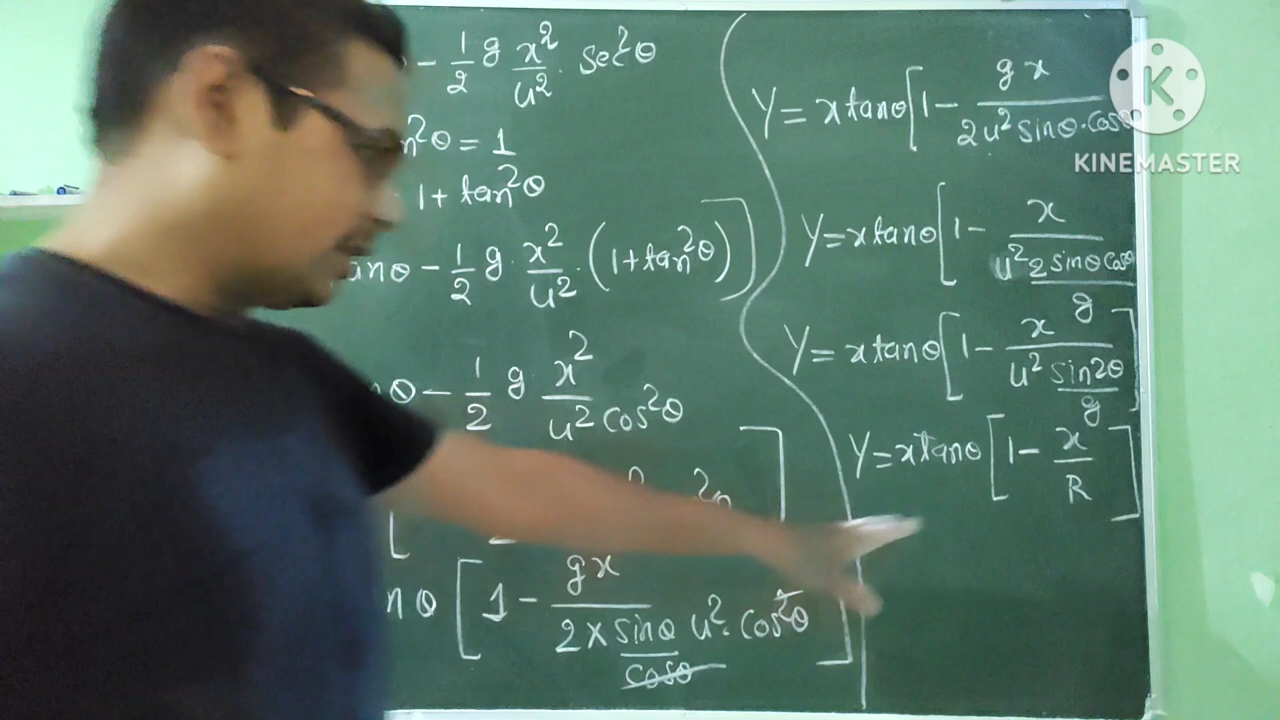 - 1/2 g x²/u². sec²θ
n²θ = 1
1 + tan²θ
anθ - 1/2 g. x²/u². (1+tan²θ)]
θ - 1/2 g x²/u² cos²θ
nθ [1 - gx/2 x sinθ/cosθ u². cos²θ]
Y = x tanθ[1 - gx/2u² sinθ.cosθ
Y = x tanθ[1 - x/u² 2 sinθ cosθ/g
Y = x tanθ[1 - x/u² sin2θ/g]
Y = x tanθ[1 - x/R]
K
KINEMASTER